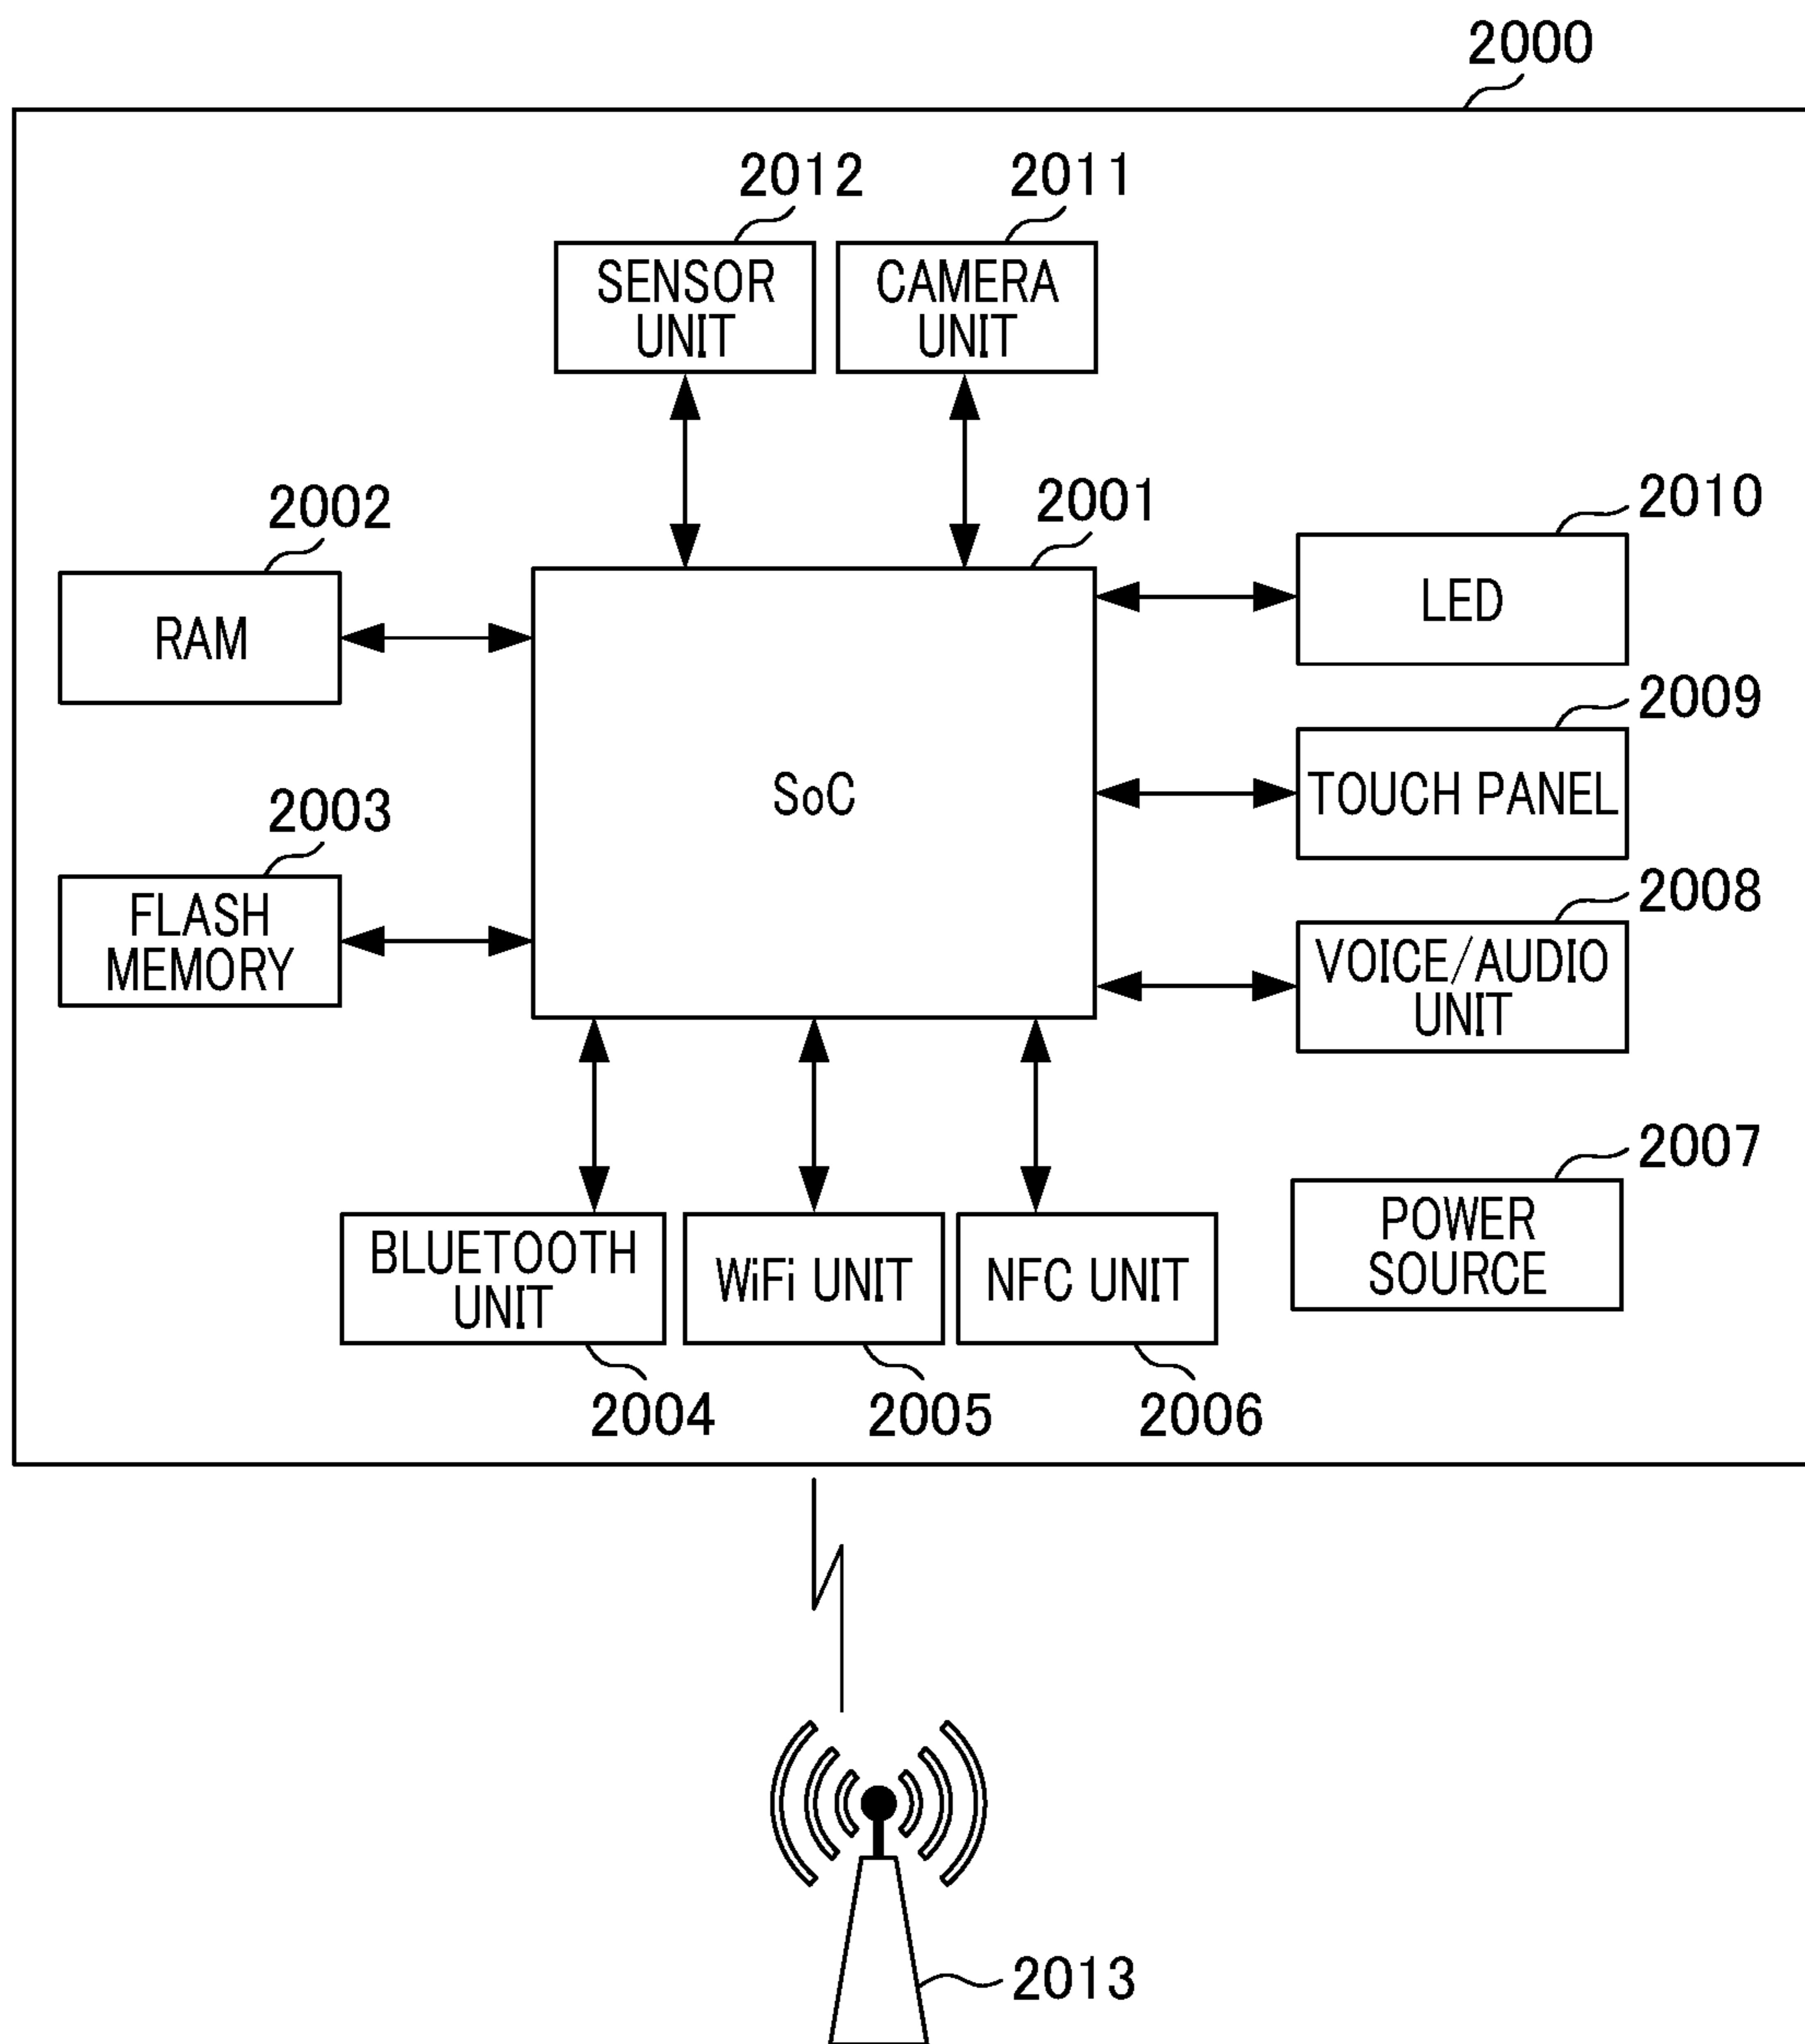 2000
2012
2011
SENSOR
UNIT
CAMERA
UNIT
2002
2001
2010
RAM
LED
2009
SoC
TOUCH PANEL
2003
2008
FLASH
MEMORY
VOICE/AUDIO
UNIT
2007
BLUETOOTH
UNIT
WiFi UNIT
NFC UNIT
POWER
SOURCE
2004
2005
2006
2013